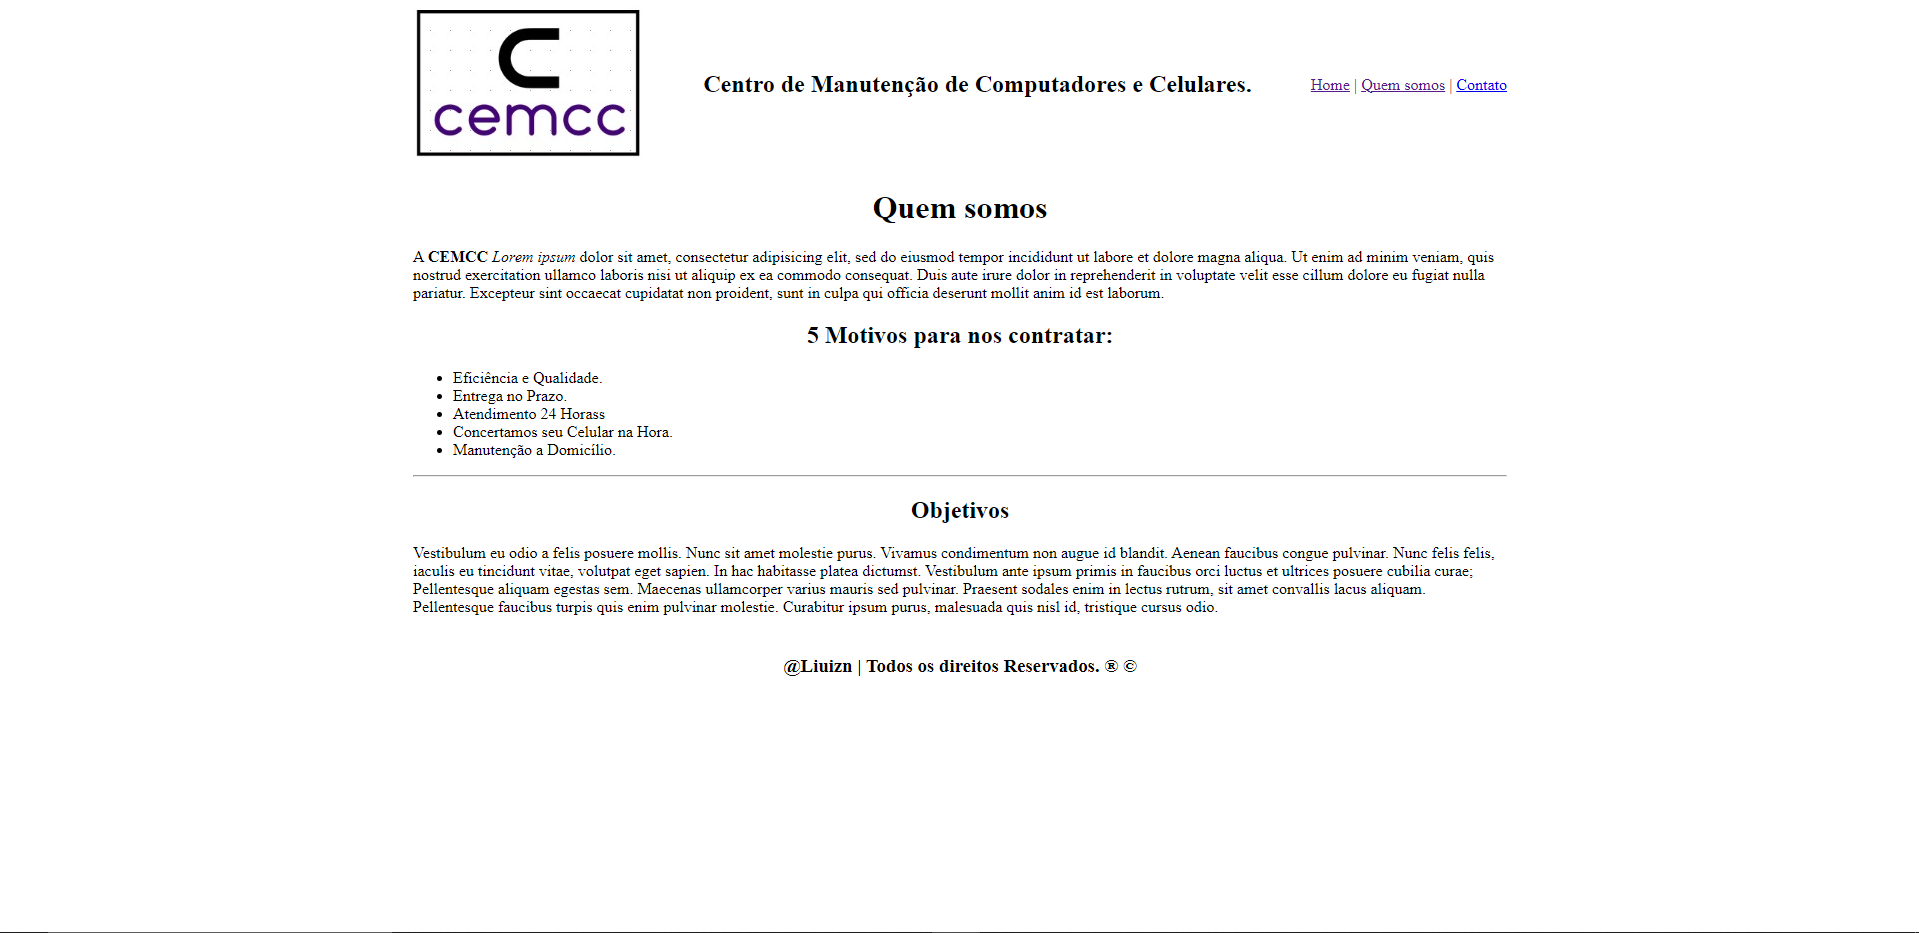 C
cemcc
Centro de Manutenção de Computadores e Celulares.
Home | Quem somos | Contato
Quem somos
A CEMCC Lorem ipsum dolor sit amet, consectetur adipisicing elit, sed do eiusmod tempor incididunt ut labore et dolore magna aliqua. Ut enim ad minim veniam, quis
nostrud exercitation ullamco laboris nisi ut aliquip ex ea commodo consequat. Duis aute irure dolor in reprehenderit in voluptate velit esse cillum dolore eu fugiat nulla
pariatur. Excepteur sint occaecat cupidatat non proident, sunt in culpa qui officia deserunt mollit anim id est laborum.
5 Motivos para nos contratar:
• Eficiência e Qualidade.
• Entrega no Prazo.
• Atendimento 24 Horass
• Concertamos seu Celular na Hora.
• Manutenção a Domicílio.
Objetivos
Vestibulum eu odio a felis posuere mollis. Nunc sit amet molestie purus. Vivamus condimentum non augue id blandit. Aenean faucibus congue pulvinar. Nunc felis felis,
iaculis eu tincidunt vitae, volutpat eget sapien. In hac habitasse platea dictumst. Vestibulum ante ipsum primis in faucibus orci luctus et ultrices posuere cubilia curae;
Pellentesque aliquam egestas sem. Maecenas ullamcorper varius mauris sed pulvinar. Praesent sodales enim in lectus rutrum, sit amet convallis lacus aliquam.
Pellentesque faucibus turpis quis enim pulvinar molestie. Curabitur ipsum purus, malesuada quis nisl id, tristique cursus odio.
@Liuizn | Todos os direitos Reservados. ® ©